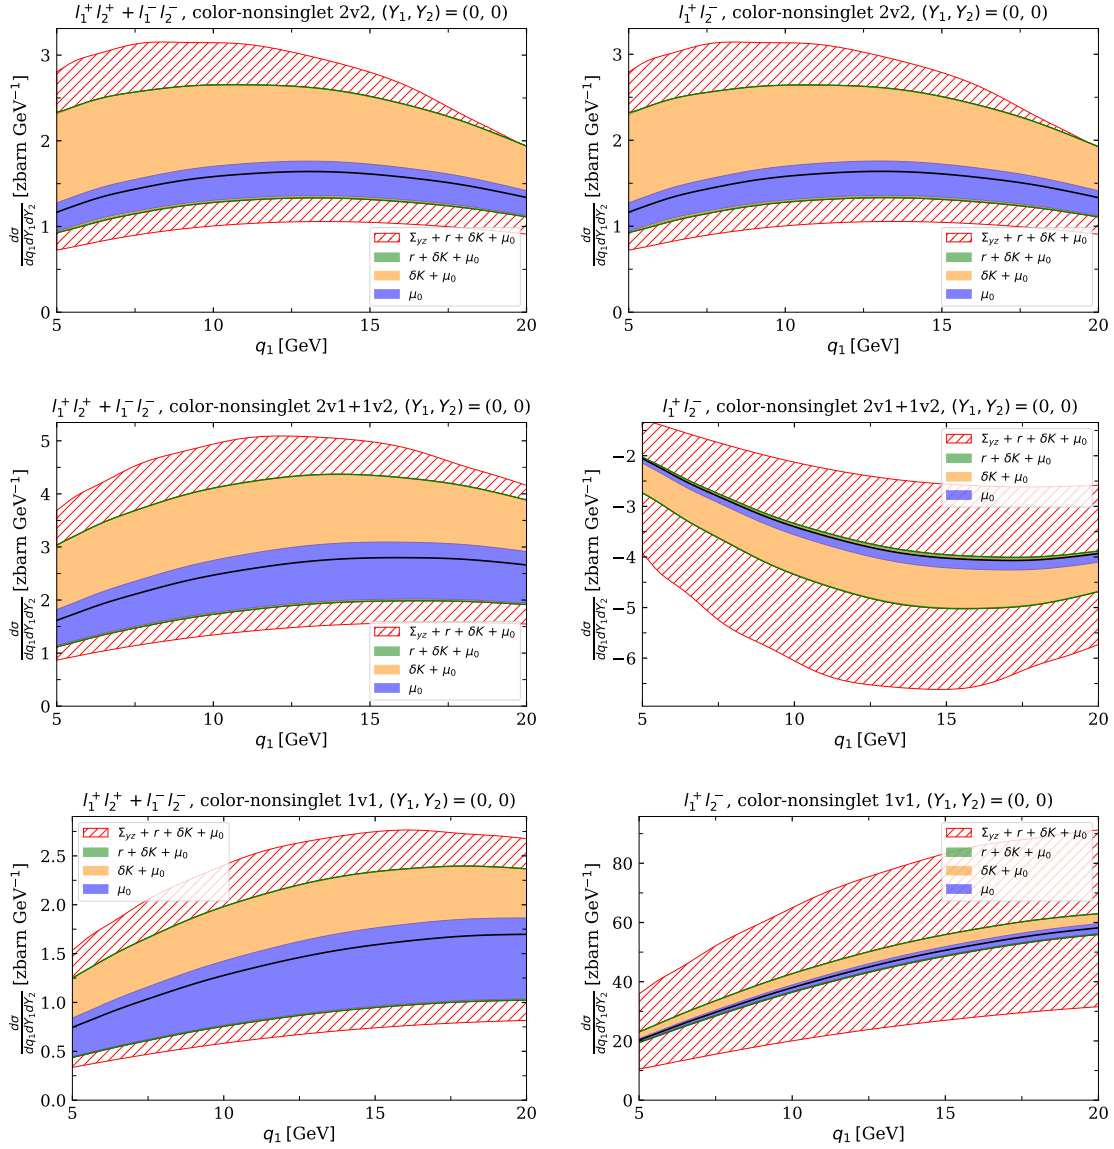 l₁⁺l₂⁺ + l₁⁻l₂⁻, color-nonsinglet 2v2, (Y₁, Y₂) = (0, 0)
dσ/dq₁dY₁dY₂ [zbarn GeV⁻¹]
3
2
1
0
Σyz + r + δK + μ₀
r + δK + μ₀
δK + μ₀
μ₀
5 10 15 20
q₁ [GeV]
l₁⁺l₂⁻, color-nonsinglet 2v2, (Y₁, Y₂) = (0, 0)
dσ/dq₁dY₁dY₂ [zbarn GeV⁻¹]
3
2
1
0
Σyz + r + δK + μ₀
r + δK + μ₀
δK + μ₀
μ₀
5 10 15 20
q₁ [GeV]
l₁⁺l₂⁺ + l₁⁻l₂⁻, color-nonsinglet 2v1+1v2, (Y₁, Y₂) = (0, 0)
dσ/dq₁dY₁dY₂ [zbarn GeV⁻¹]
5
4
3
2
1
0
Σyz + r + δK + μ₀
r + δK + μ₀
δK + μ₀
μ₀
5 10 15 20
q₁ [GeV]
l₁⁺l₂⁻, color-nonsinglet 2v1+1v2, (Y₁, Y₂) = (0, 0)
dσ/dq₁dY₁dY₂ [zbarn GeV⁻¹]
Σyz + r + δK + μ₀
r + δK + μ₀
δK + μ₀
μ₀
−2
−3
−4
−5
−6
5 10 15 20
q₁ [GeV]
l₁⁺l₂⁺ + l₁⁻l₂⁻, color-nonsinglet 1v1, (Y₁, Y₂) = (0, 0)
dσ/dq₁dY₁dY₂ [zbarn GeV⁻¹]
Σyz + r + δK + μ₀
r + δK + μ₀
δK + μ₀
μ₀
2.5
2.0
1.5
1.0
0.5
0.0
5 10 15 20
q₁ [GeV]
l₁⁺l₂⁻, color-nonsinglet 1v1, (Y₁, Y₂) = (0, 0)
dσ/dq₁dY₁dY₂ [zbarn GeV⁻¹]
Σyz + r + δK + μ₀
r + δK + μ₀
δK + μ₀
μ₀
80
60
40
20
0
5 10 15 20
q₁ [GeV]